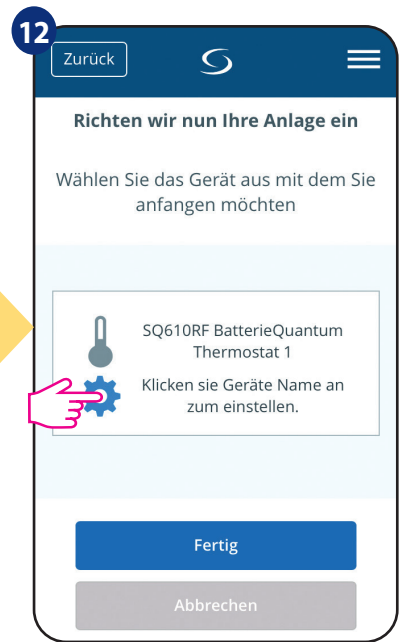 12
Zurück
Richten wir nun Ihre Anlage ein
Wählen Sie das Gerät aus mit dem Sie
anfangen möchten
SQ610RF BatterieQuantum
Thermostat 1
Klicken sie Geräte Name an
zum einstellen.
Fertig
Abbrechen